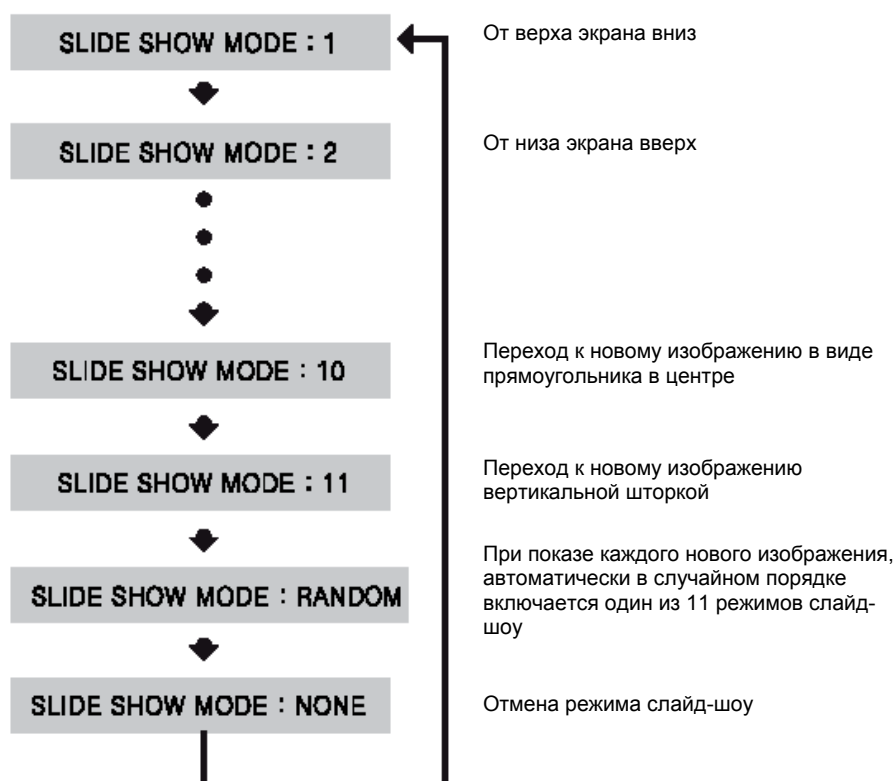 SLIDE SHOW MODE : 1
От верха экрана вниз
SLIDE SHOW MODE : 2
От низа экрана вверх
SLIDE SHOW MODE : 10
Переход к новому изображению в виде
прямоугольника в центре
SLIDE SHOW MODE : 11
Переход к новому изображению
вертикальной шторкой
SLIDE SHOW MODE : RANDOM
При показе каждого нового изображения,
автоматически в случайном порядке
включается один из 11 режимов слайд-
шоу
SLIDE SHOW MODE : NONE
Отмена режима слайд-шоу